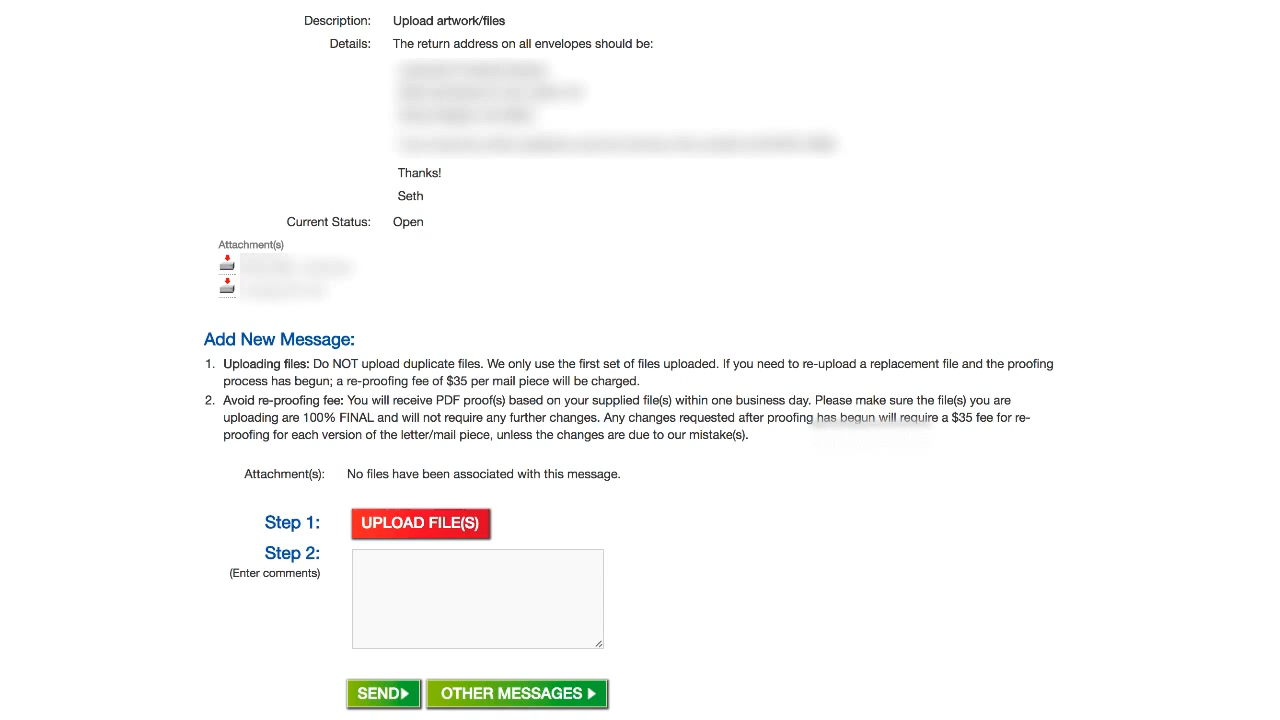 Description: Upload artwork/files
Details: The return address on all envelopes should be:
Thanks!
Seth
Current Status: Open
Attachment(s)
Add New Message:
1. Uploading files: Do NOT upload duplicate files. We only use the first set of files uploaded. If you need to re-upload a replacement file and the proofing
process has begun; a re-proofing fee of $35 per mail piece will be charged.
2. Avoid re-proofing fee: You will receive PDF proof(s) based on your supplied file(s) within one business day. Please make sure the file(s) you are
uploading are 100% FINAL and will not require any further changes. Any changes requested after proofing has begun will require a $35 fee for re-
proofing for each version of the letter/mail piece, unless the changes are due to our mistake(s).
Attachment(s): No files have been associated with this message.
Step 1: UPLOAD FILE(S)
Step 2:
(Enter comments)
SEND OTHER MESSAGES